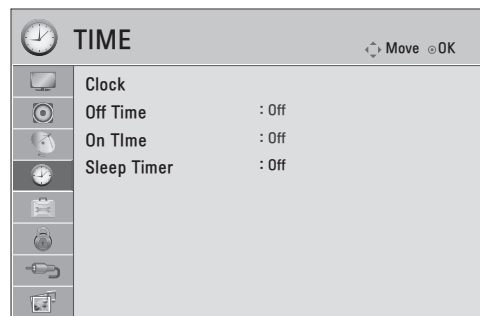 TIME
Move ⊙OK
Clock
Off Time : Off
On TIme : Off
Sleep Timer : Off